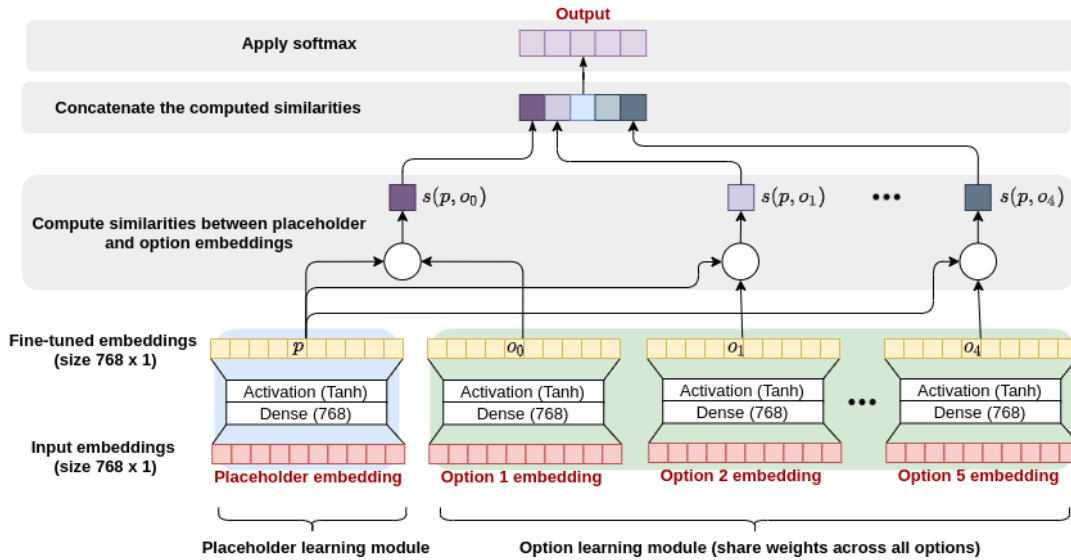 Output
Apply softmax
Concatenate the computed similarities
s(p, o₀)
s(p, o₁)
s(p, o₄)
Compute similarities between placeholder
and option embeddings
Fine-tuned embeddings
(size 768 x 1)
p
o₀
o₁
o₄
Activation (Tanh)
Dense (768)
Activation (Tanh)
Dense (768)
Activation (Tanh)
Dense (768)
Activation (Tanh)
Dense (768)
Input embeddings
(size 768 x 1)
Placeholder embedding
Option 1 embedding
Option 2 embedding
Option 5 embedding
Placeholder learning module
Option learning module (share weights across all options)